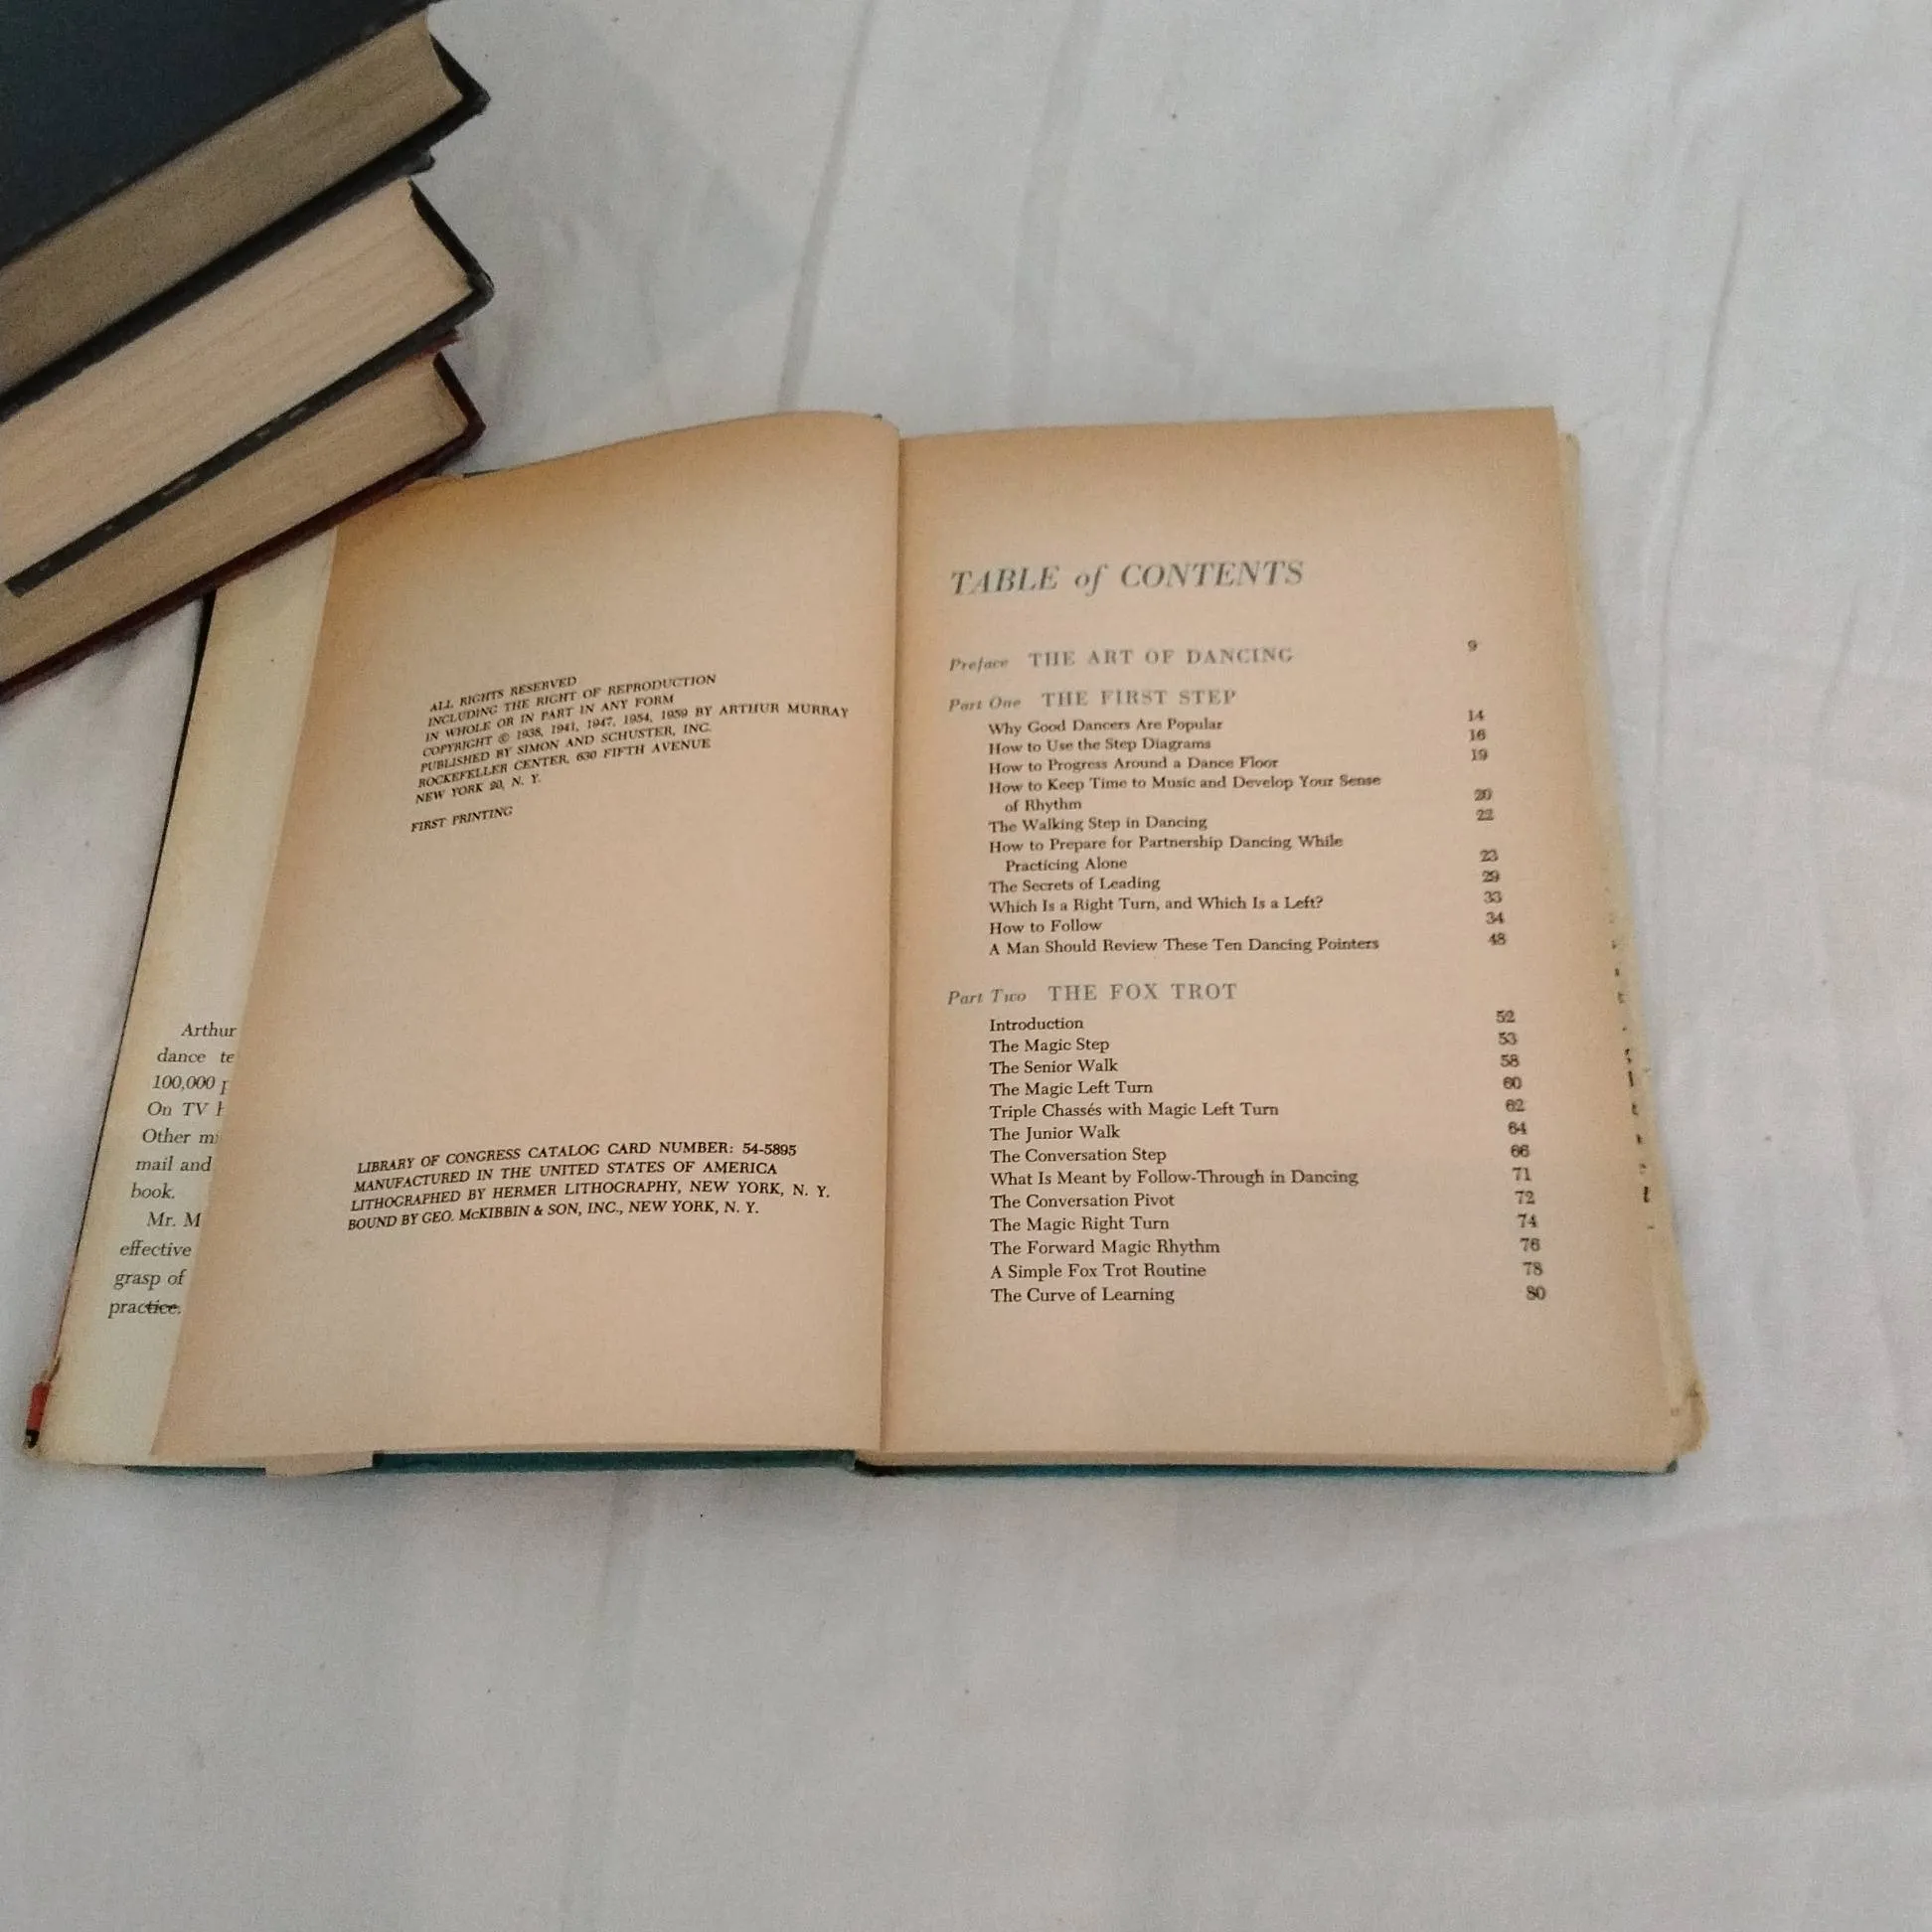 Arthur
dance te
100,000
On TV
Other
mail and
book.
Mr. M
effective
grasp of
practice.
ALL RIGHTS RESERVED
INCLUDING THE RIGHT OF REPRODUCTION
IN WHOLE OR IN PART IN ANY FORM
COPYRIGHT © 1938, 1941, 1947, 1954, 1959 BY ARTHUR MURRAY
PUBLISHED BY SIMON AND SCHUSTER, INC.
ROCKEFELLER CENTER, 630 FIFTH AVENUE
NEW YORK 20, N. Y.
FIRST PRINTING
LIBRARY OF CONGRESS CATALOG CARD NUMBER: 54-5895
MANUFACTURED IN THE UNITED STATES OF AMERICA
LITHOGRAPHED BY HERMER LITHOGRAPHY, NEW YORK, N. Y.
BOUND BY GEO. McKIBBIN & SON, INC., NEW YORK, N. Y.
TABLE of CONTENTS
Preface THE ART OF DANCING 9
Part One THE FIRST STEP
Why Good Dancers Are Popular 14
How to Use the Step Diagrams 16
How to Progress Around a Dance Floor 19
How to Keep Time to Music and Develop Your Sense
of Rhythm 20
The Walking Step in Dancing 22
How to Prepare for Partnership Dancing While
Practicing Alone 23
The Secrets of Leading 29
Which Is a Right Turn, and Which Is a Left? 33
How to Follow 34
A Man Should Review These Ten Dancing Pointers 48
Part Two THE FOX TROT
Introduction 52
The Magic Step 53
The Senior Walk 58
The Magic Left Turn 60
Triple Chassés with Magic Left Turn 62
The Junior Walk 64
The Conversation Step 66
What Is Meant by Follow-Through in Dancing 71
The Conversation Pivot 72
The Magic Right Turn 74
The Forward Magic Rhythm 76
A Simple Fox Trot Routine 78
The Curve of Learning 80